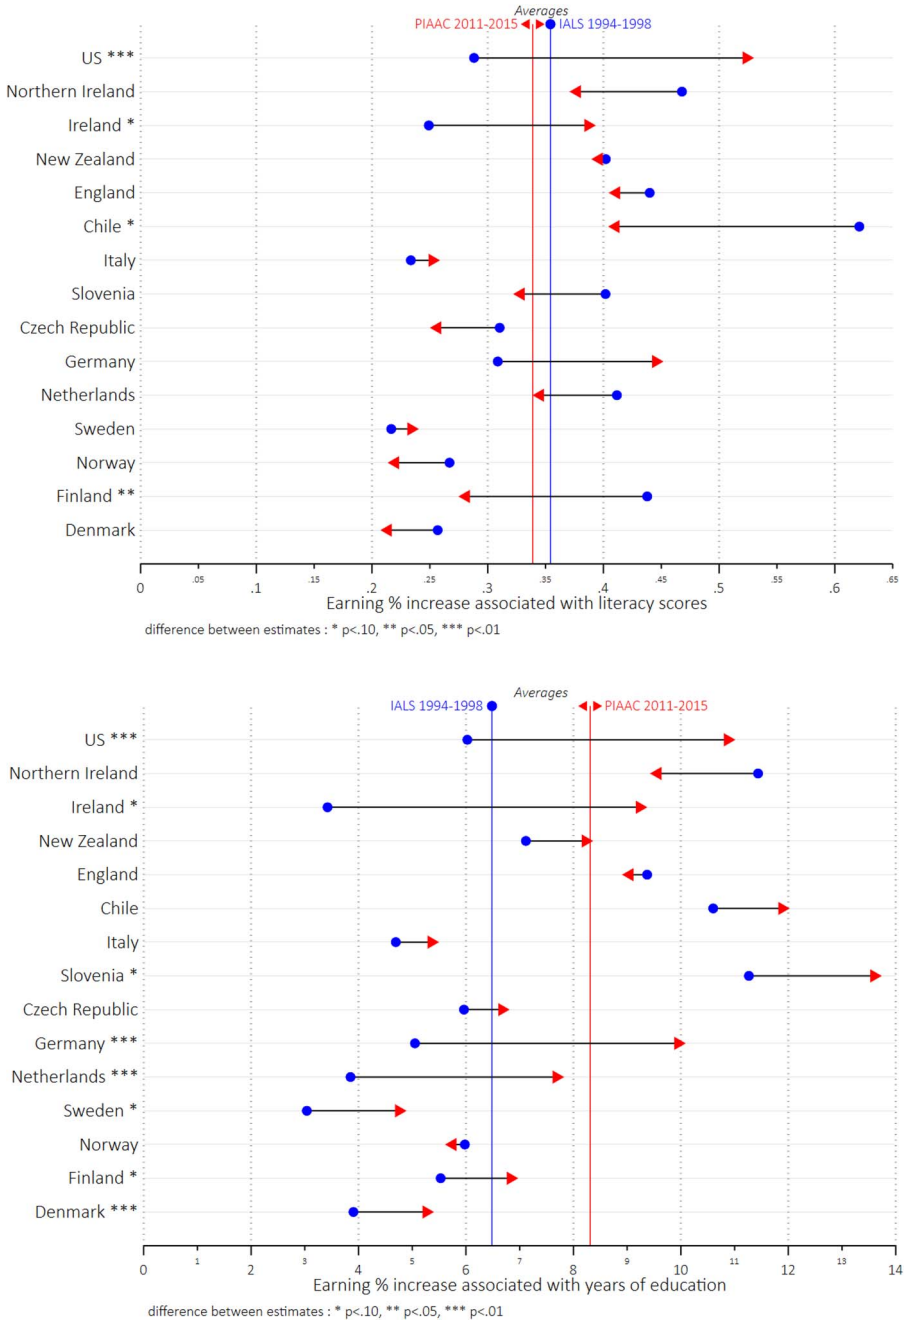 Averages
PIAAC 2011-2015 IALS 1994-1998
US ***
Northern Ireland
Ireland *
New Zealand
England
Chile *
Italy
Slovenia
Czech Republic
Germany
Netherlands
Sweden
Norway
Finland **
Denmark
0 .05 .1 .15 .2 .25 .3 .35 .4 .45 .5 .55 .6 .65
Earning % increase associated with literacy scores
difference between estimates : * p<.10, ** p<.05, *** p<.01
Averages
IALS 1994-1998 PIAAC 2011-2015
US ***
Northern Ireland
Ireland *
New Zealand
England
Chile
Italy
Slovenia *
Czech Republic
Germany ***
Netherlands ***
Sweden *
Norway
Finland *
Denmark ***
0 1 2 3 4 5 6 7 8 9 10 11 12 13 14
Earning % increase associated with years of education
difference between estimates : * p<.10, ** p<.05, *** p<.01